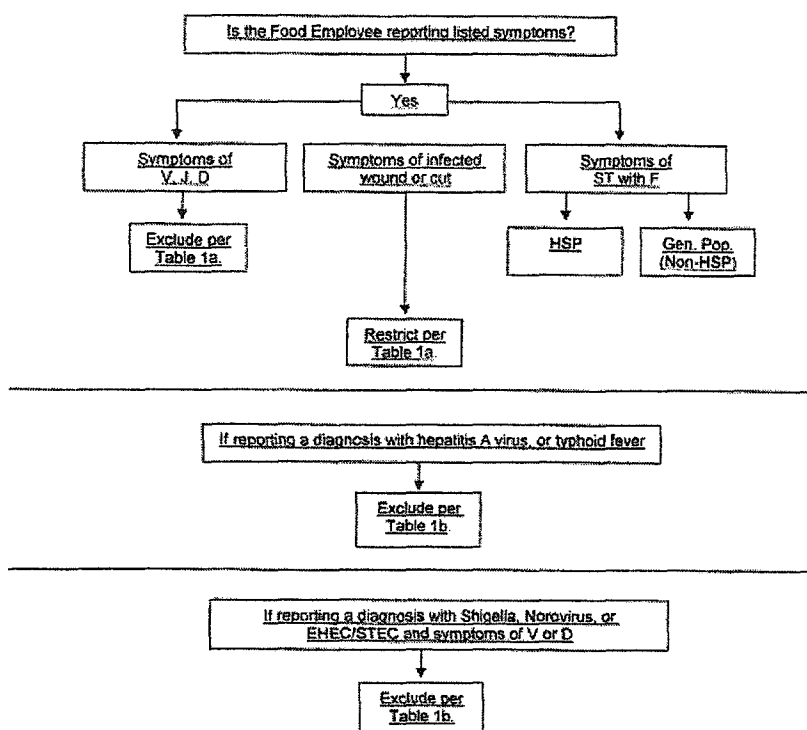 Is the Food Employee reporting listed symptoms?
Yes
Symptoms of
V, J, D
Symptoms of infected
wound or cut
Symptoms of
ST with F
Exclude per
Table 1a.
HSP
Gen. Pop.
(Non-HSP)
Restrict per
Table 1a.
If reporting a diagnosis with hepatitis A virus, or typhoid fever
Exclude per
Table 1b.
If reporting a diagnosis with Shigella, Norovirus, or
EHEC/STEC and symptoms of V or D
Exclude per
Table 1b.